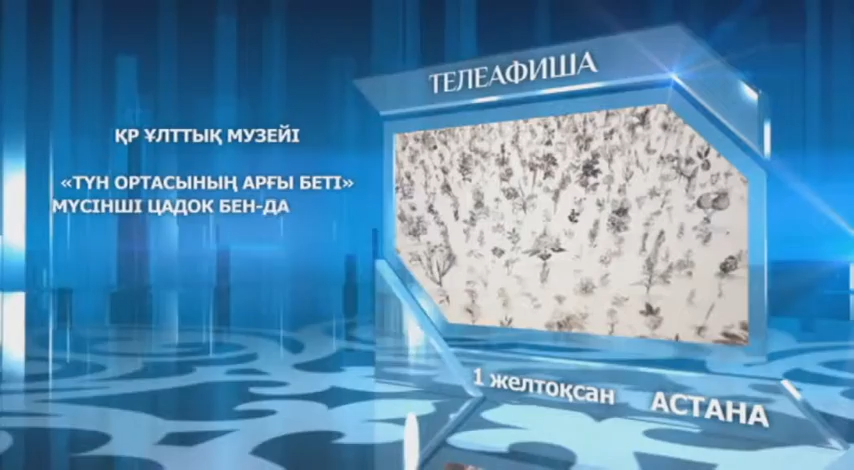 ТЕЛЕАФИША
ҚР ҰЛТТЫҚ МУЗЕЙІ
«ТҮН ОРТАСЫНЫҢ АРҒЫ БЕТІ»
МҮСІНШІ ЦАДОК БЕН-ДА
1 желтоқсан АСТАНА